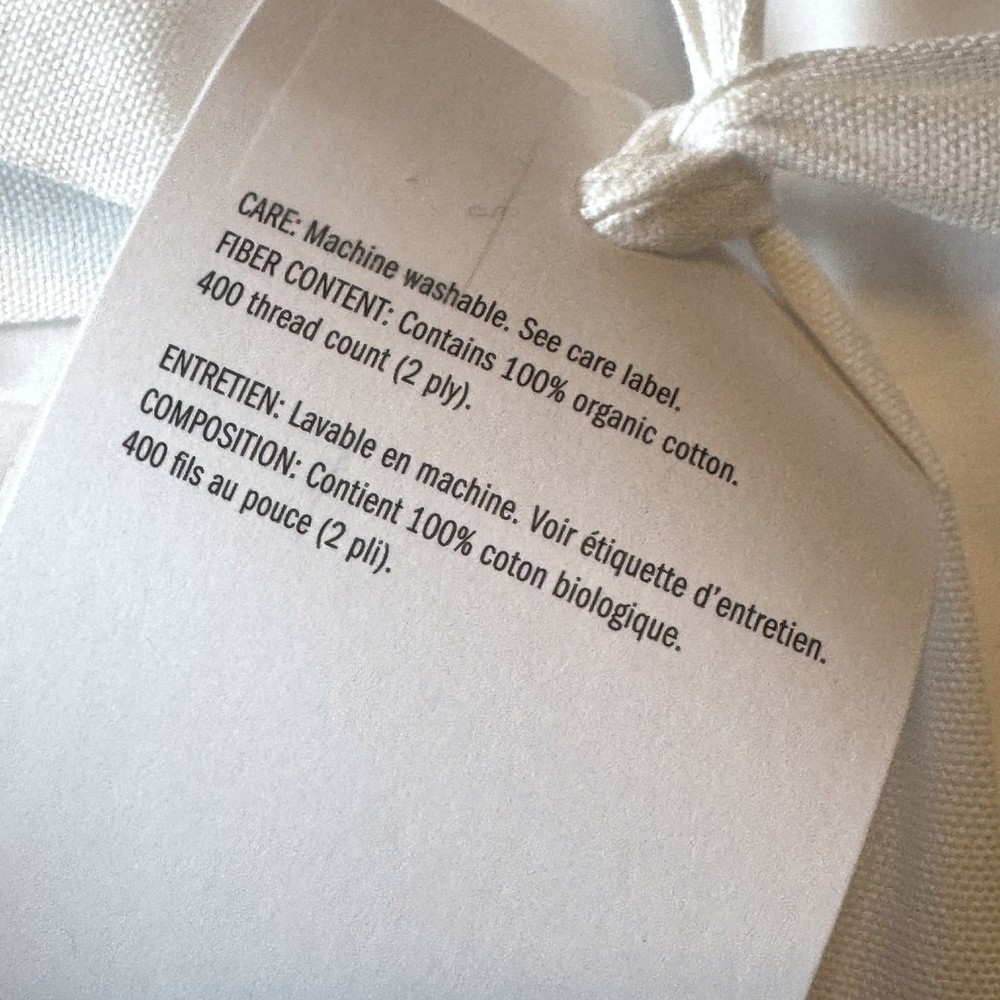 CARE: Machine washable. See care label.
FIBER CONTENT: Contains 100% organic cotton.
400 thread count (2 ply).
ENTRETIEN: Lavable en machine. Voir étiquette d'entretien.
COMPOSITION: Contient 100% coton biologique.
400 fils au pouce (2 pli).